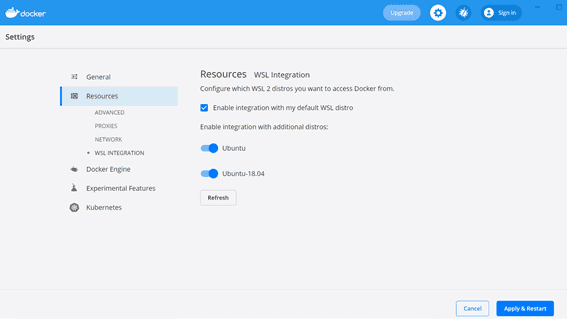 docker
Upgrade
Sign in
Settings
General
Resources
ADVANCED
PROXIES
NETWORK
WSL INTEGRATION
Docker Engine
Experimental Features
Kubernetes
Resources WSL Integration
Configure which WSL 2 distros you want to access Docker from.
Enable integration with my default WSL distro
Enable integration with additional distros:
Ubuntu
Ubuntu-18.04
Refresh
Cancel
Apply & Restart